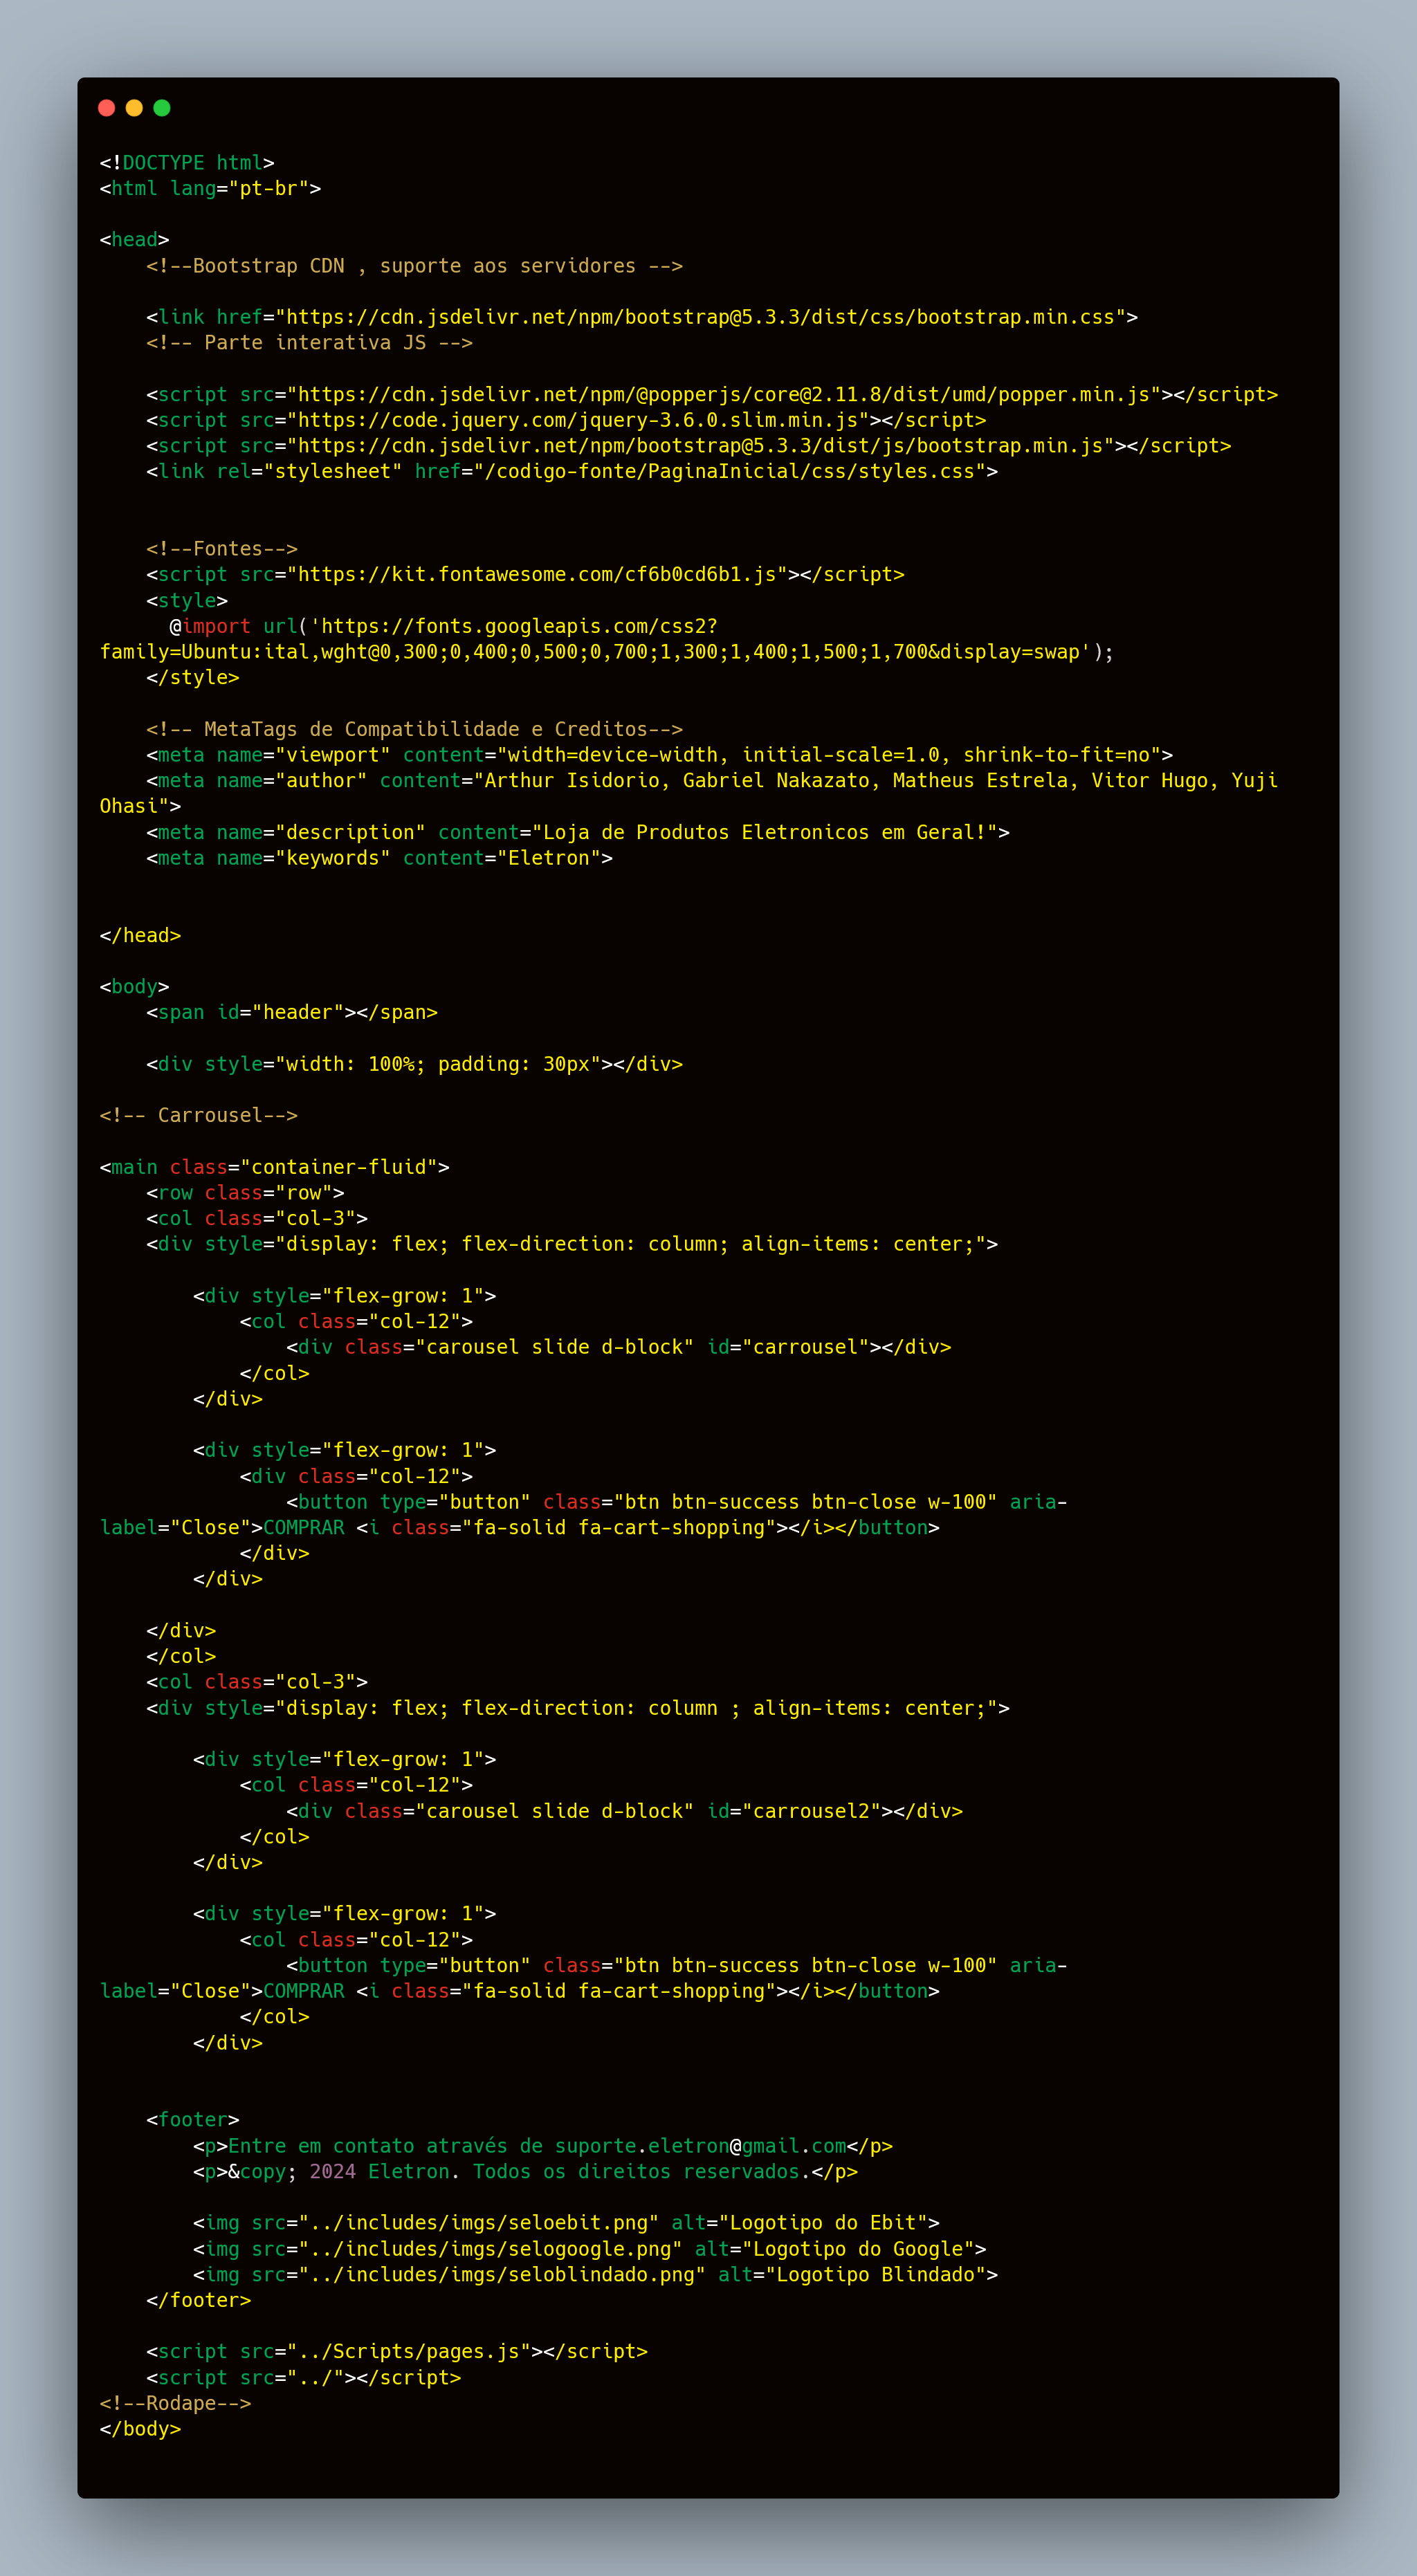 <!DOCTYPE html>
<html lang="pt-br">

<head>
    <!--Bootstrap CDN , suporte aos servidores -->

    <link href="https://cdn.jsdelivr.net/npm/bootstrap@5.3.3/dist/css/bootstrap.min.css">
    <!-- Parte interativa JS -->

    <script src="https://cdn.jsdelivr.net/npm/@popperjs/core@2.11.8/dist/umd/popper.min.js"></script>
    <script src="https://code.jquery.com/jquery-3.6.0.slim.min.js"></script>
    <script src="https://cdn.jsdelivr.net/npm/bootstrap@5.3.3/dist/js/bootstrap.min.js"></script>
    <link rel="stylesheet" href="/codigo-fonte/PaginaInicial/css/styles.css">


    <!--Fontes-->
    <script src="https://kit.fontawesome.com/cf6b0cd6b1.js"></script>
    <style>
      @import url('https://fonts.googleapis.com/css2?
family=Ubuntu:ital,wght@0,300;0,400;0,500;0,700;1,300;1,400;1,500;1,700&display=swap');
    </style>

    <!-- MetaTags de Compatibilidade e Creditos-->
    <meta name="viewport" content="width=device-width, initial-scale=1.0, shrink-to-fit=no">
    <meta name="author" content="Arthur Isidorio, Gabriel Nakazato, Matheus Estrela, Vitor Hugo, Yuji
Ohasi">
    <meta name="description" content="Loja de Produtos Eletronicos em Geral!">
    <meta name="keywords" content="Eletron">


</head>

<body>
    <span id="header"></span>

    <div style="width: 100%; padding: 30px"></div>

<!-- Carrousel-->

<main class="container-fluid">
    <row class="row">
    <col class="col-3">
    <div style="display: flex; flex-direction: column; align-items: center;">

        <div style="flex-grow: 1">
            <col class="col-12">
                <div class="carousel slide d-block" id="carrousel"></div>
            </col>
        </div>

        <div style="flex-grow: 1">
            <div class="col-12">
                <button type="button" class="btn btn-success btn-close w-100" aria-
label="Close">COMPRAR <i class="fa-solid fa-cart-shopping"></i></button>
            </div>
        </div>

    </div>
    </col>
    <col class="col-3">
    <div style="display: flex; flex-direction: column ; align-items: center;">

        <div style="flex-grow: 1">
            <col class="col-12">
                <div class="carousel slide d-block" id="carrousel2"></div>
            </col>
        </div>

        <div style="flex-grow: 1">
            <col class="col-12">
                <button type="button" class="btn btn-success btn-close w-100" aria-
label="Close">COMPRAR <i class="fa-solid fa-cart-shopping"></i></button>
            </col>
        </div>


    <footer>
        <p>Entre em contato através de suporte.eletron@gmail.com</p>
        <p>&copy; 2024 Eletron. Todos os direitos reservados.</p>

        <img src="../includes/imgs/seloebit.png" alt="Logotipo do Ebit">
        <img src="../includes/imgs/selogoogle.png" alt="Logotipo do Google">
        <img src="../includes/imgs/seloblindado.png" alt="Logotipo Blindado">
    </footer>

    <script src="../Scripts/pages.js"></script>
    <script src="../"></script>
<!--Rodape-->
</body>